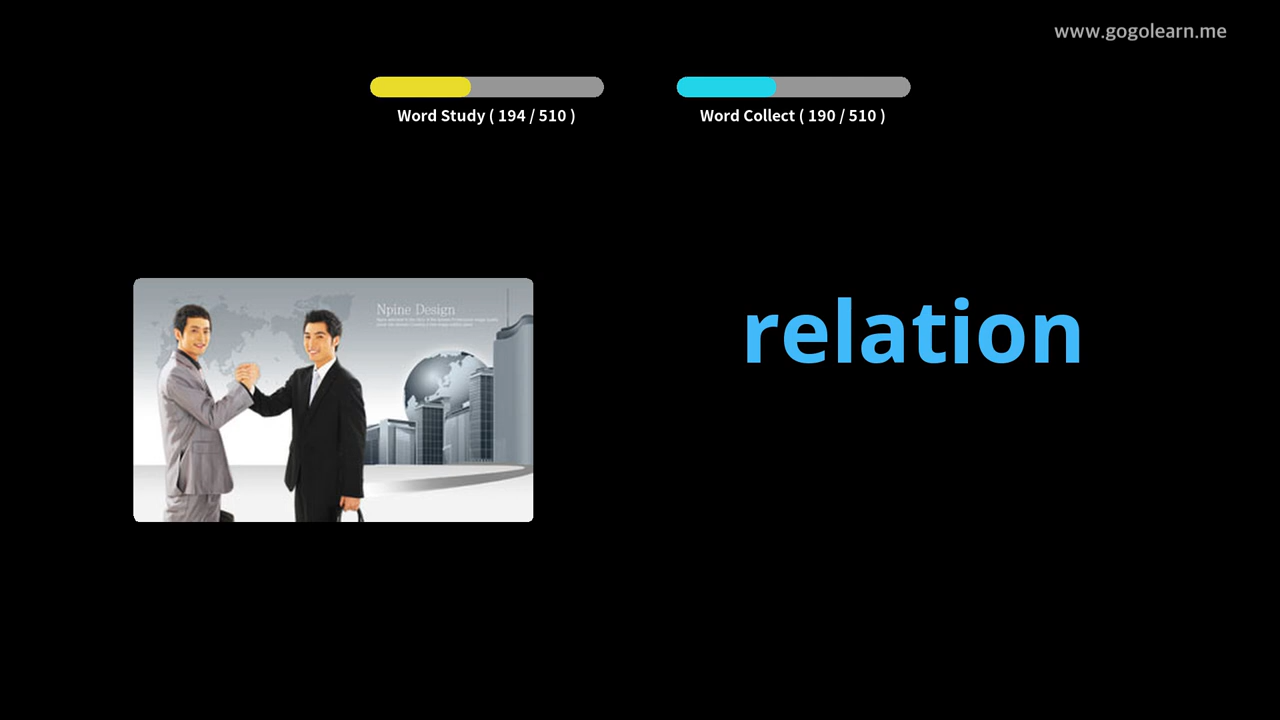 www.gogolearn.me
Word Study ( 194 / 510 )
Word Collect ( 190 / 510 )
Npine Design
relation